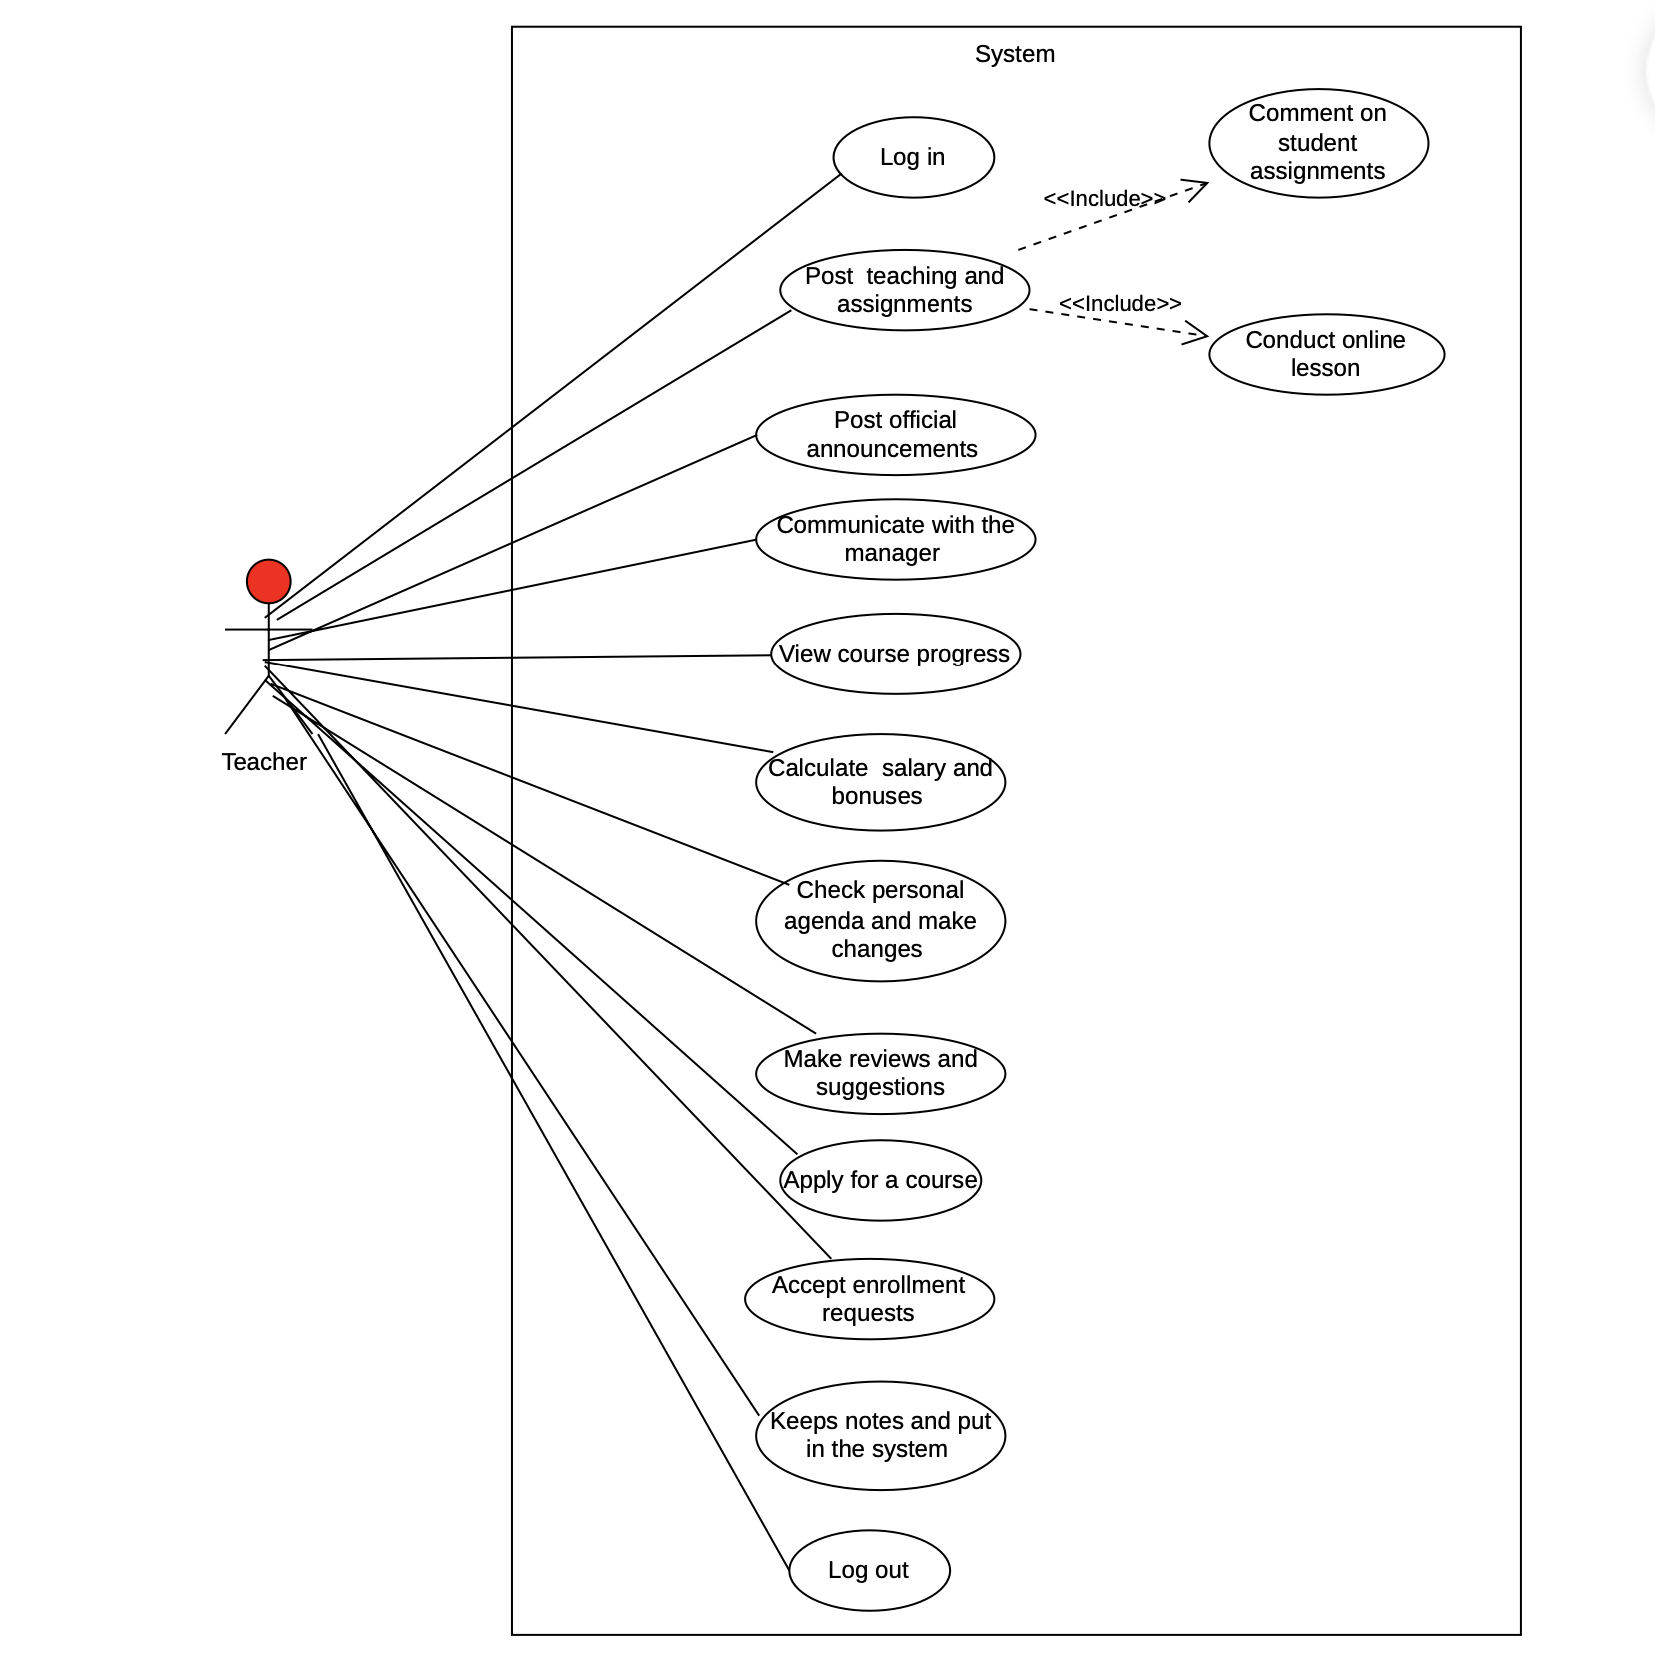 System
Log in
Comment on
student
assignments
<<Include>>
Post  teaching and
assignments
<<Include>>
Conduct online
lesson
Post official
announcements
Communicate with the
manager
View course progress
Teacher
Calculate  salary and
bonuses
Check personal
agenda and make
changes
Make reviews and
suggestions
Apply for a course
Accept enrollment
requests
Keeps notes and put
in the system
Log out